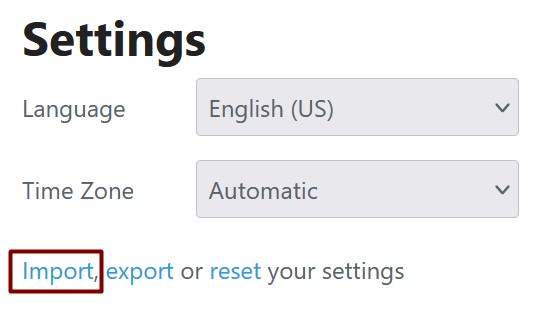 Settings
Language English (US)
Time Zone Automatic
Import, export or reset your settings